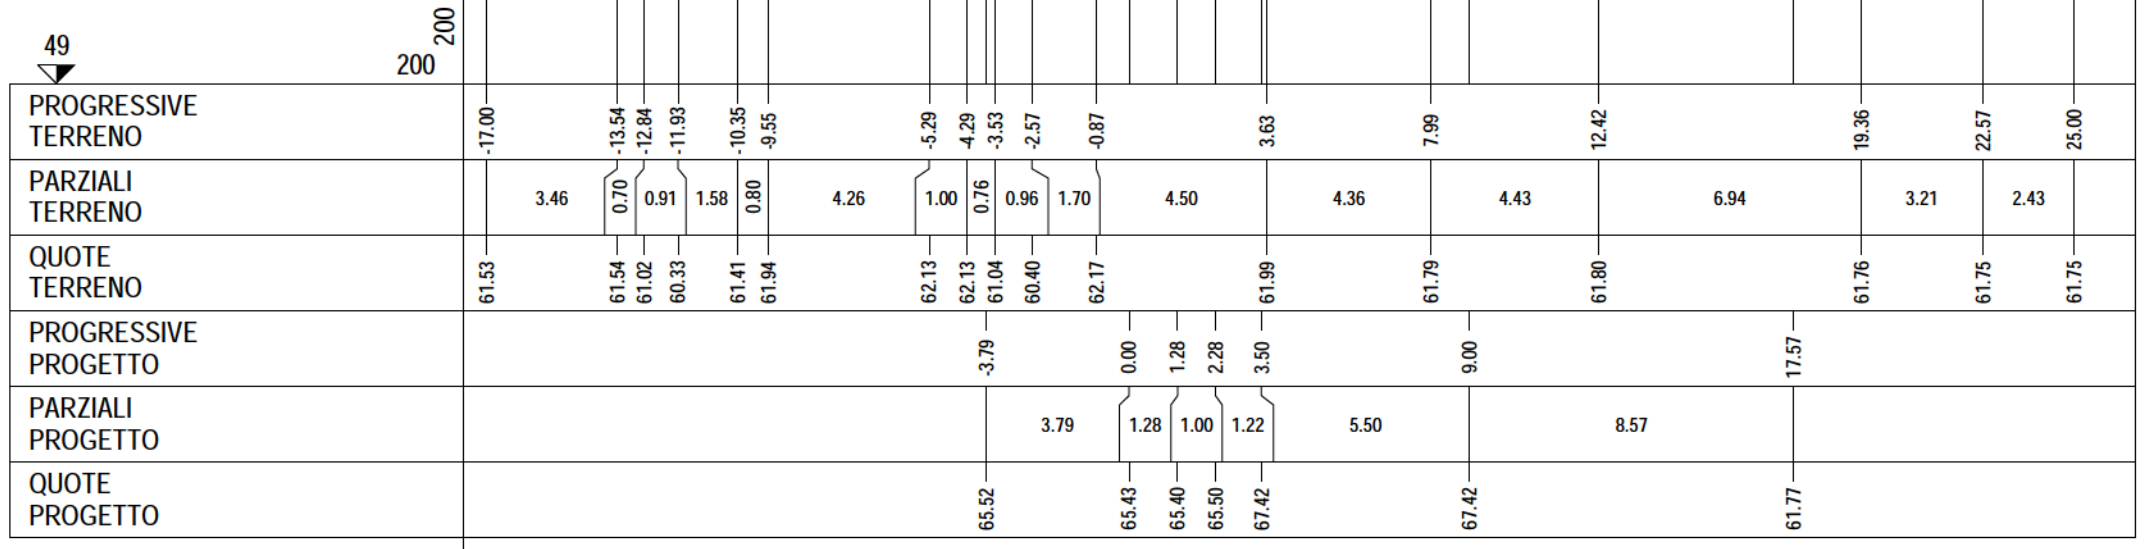 200
49
200
PROGRESSIVE
TERRENO
-17.00 -13.54 -12.84 -11.93 -10.35 -9.55 -5.29 -4.29 -3.53 -2.57 -0.87 3.63 7.99 12.42 19.36 22.57 25.00
PARZIALI
TERRENO
3.46 0.70 0.91 1.58 0.80 4.26 1.00 0.76 0.96 1.70 4.50 4.36 4.43 6.94 3.21 2.43
QUOTE
TERRENO
61.53 61.54 61.02 60.33 61.41 61.94 62.13 62.13 61.04 60.40 62.17 61.99 61.79 61.80 61.76 61.75 61.75
PROGRESSIVE
PROGETTO
-3.79 0.00 1.28 2.28 3.50 9.00 17.57
PARZIALI
PROGETTO
3.79 1.28 1.00 1.22 5.50 8.57
QUOTE
PROGETTO
65.52 65.43 65.40 65.50 67.42 67.42 61.77